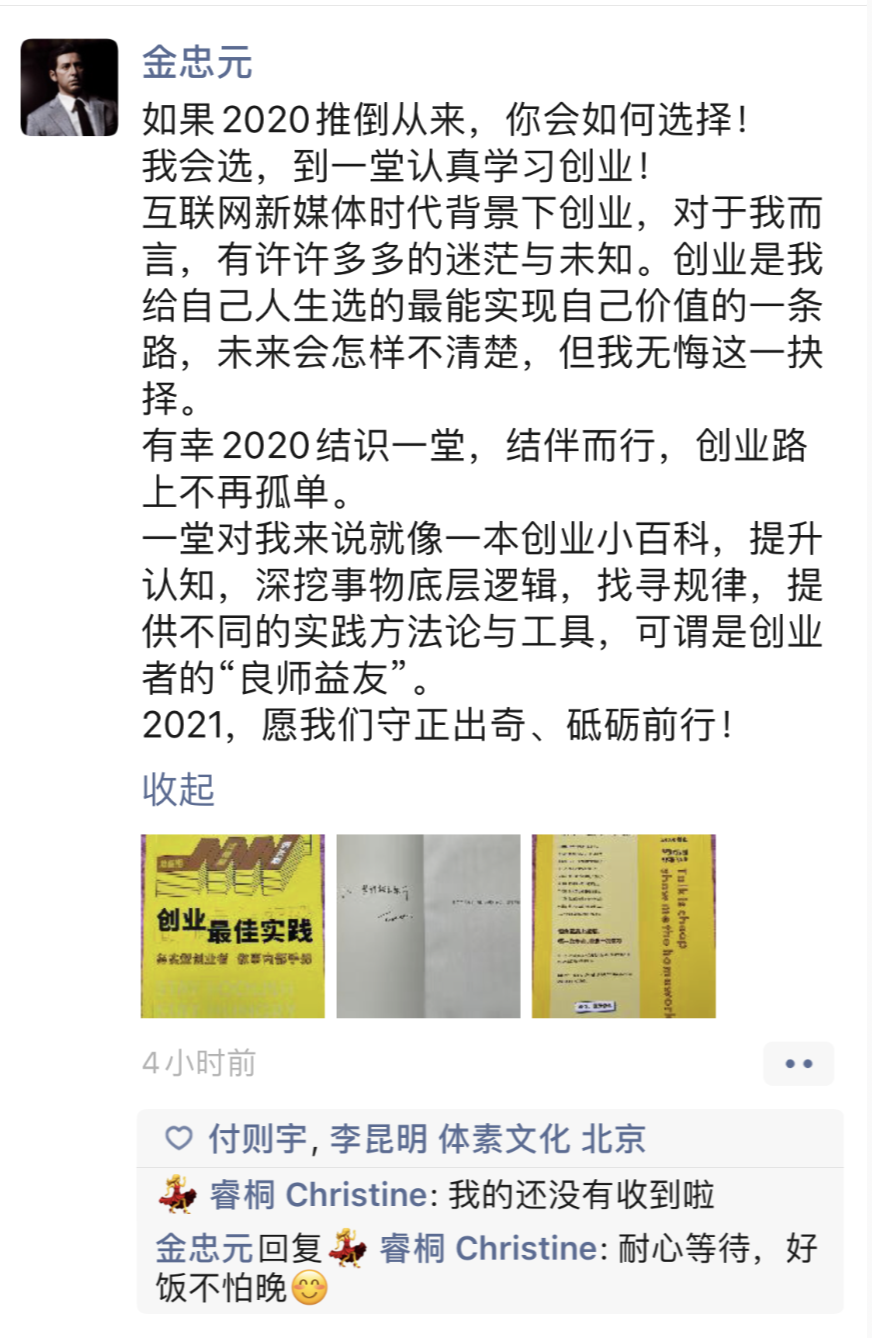 金忠元
如果2020推倒从来，你会如何选择！
我会选，到一堂认真学习创业！
互联网新媒体时代背景下创业，对于我而
言，有许许多多的迷茫与未知。创业是我
给自己人生选的最能实现自己价值的一条
路，未来会怎样不清楚，但我无悔这一抉
择。
有幸2020结识一堂，结伴而行，创业路
上不再孤单。
一堂对我来说就像一本创业小百科，提升
认知，深挖事物底层逻辑，找寻规律，提
供不同的实践方法论与工具，可谓是创业
者的“良师益友”。
2021，愿我们守正出奇、砥砺前行！
收起
创业
最佳实践
Talk is cheap
show me the homework
4小时前
付则宇, 李昆明 体素文化 北京
睿桐 Christine: 我的还没有收到啦
金忠元回复 睿桐 Christine: 耐心等待，好
饭不怕晚